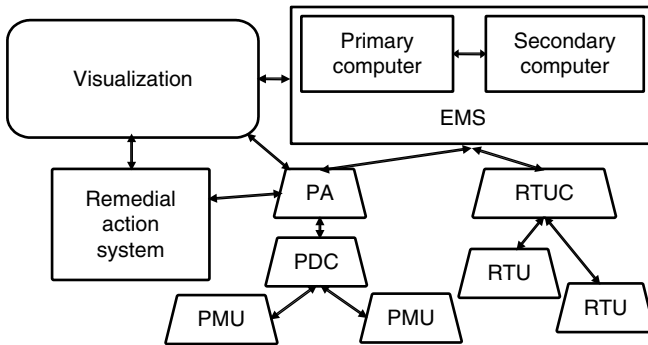 Visualization
Primary
computer
Secondary
computer
EMS
Remedial
action
system
PA
RTUC
PDC
RTU
RTU
PMU
PMU